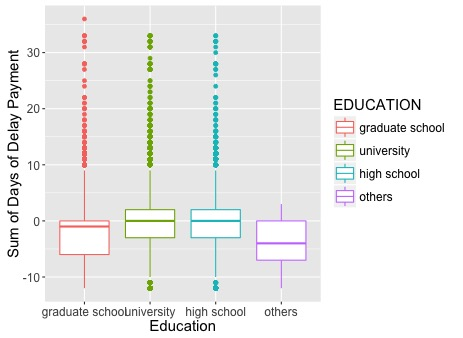 Sum of Days of Delay Payment
30
20
10
0
-10
graduate school
university
high school
others
Education
EDUCATION
graduate school
university
high school
others